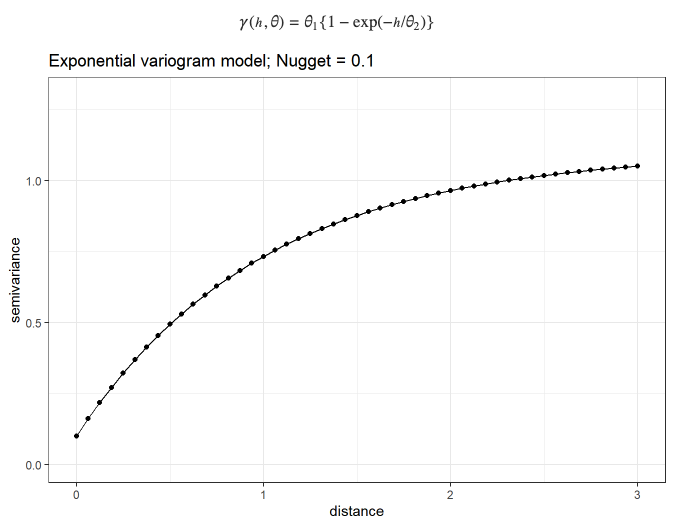 γ(h, θ) = θ₁{1 − exp(−h/θ₂)}
Exponential variogram model; Nugget = 0.1
semivariance
1.0
0.5
0.0
0
1
2
3
distance